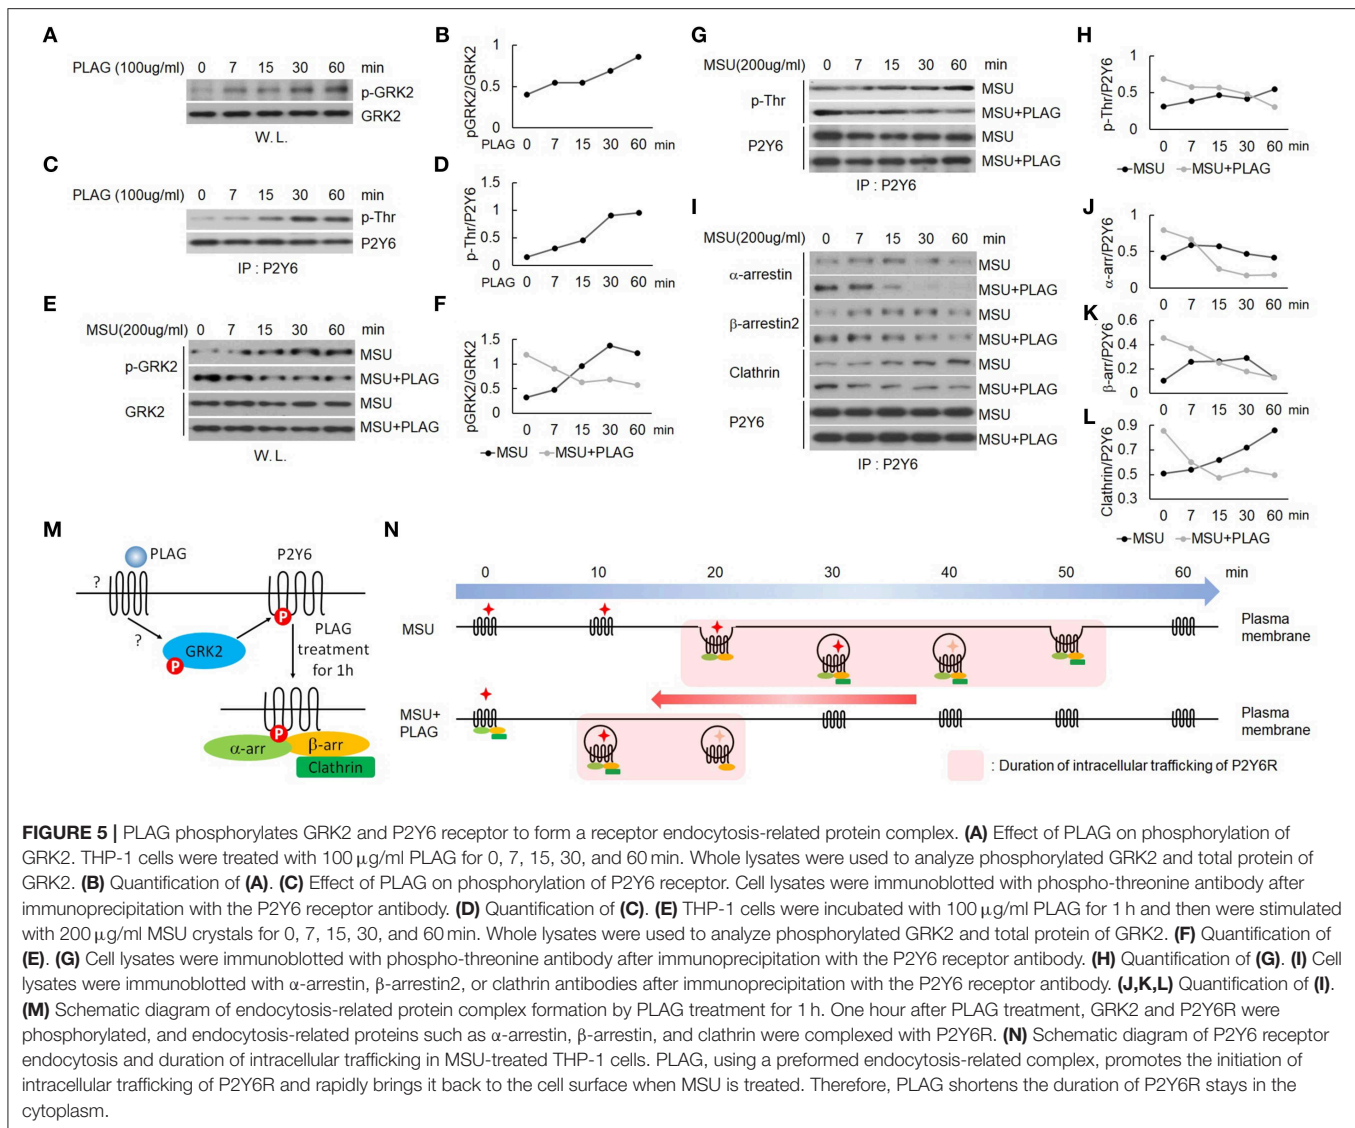 A
PLAG (100ug/ml) 0 7 15 30 60 min
p-GRK2
GRK2
W. L.
B
pGRK2/GRK2
1
0.5
0
PLAG 0 7 15 30 60 min
C
PLAG (100ug/ml) 0 7 15 30 60 min
p-Thr
P2Y6
IP : P2Y6
D
p-Thr/P2Y6
1.5
1
0.5
0
PLAG 0 7 15 30 60 min
E
MSU(200ug/ml) 0 7 15 30 60 min
p-GRK2
MSU
MSU+PLAG
GRK2
MSU
MSU+PLAG
W. L.
F
pGRK2/GRK2
1.5
1
0.5
0
0 7 15 30 60 min
MSU MSU+PLAG
G
MSU(200ug/ml) 0 7 15 30 60 min
p-Thr
MSU
MSU+PLAG
P2Y6
MSU
MSU+PLAG
IP : P2Y6
H
p-Thr/P2Y6
1
0.5
0
0 7 15 30 60 min
MSU MSU+PLAG
I
MSU(200ug/ml) 0 7 15 30 60 min
α-arrestin
MSU
MSU+PLAG
β-arrestin2
MSU
MSU+PLAG
Clathrin
MSU
MSU+PLAG
P2Y6
MSU
MSU+PLAG
IP : P2Y6
J
α-arr/P2Y6
1
0.5
0
K
β-arr/P2Y6
0.6
0.4
0.2
0
L
Clathrin/P2Y6
0.9
0.7
0.5
0.3
0 7 15 30 60 min
MSU MSU+PLAG
M
PLAG
P2Y6
?
?
P
GRK2
P
PLAG
treatment
for 1h
P
α-arr
β-arr
Clathrin
N
0 10 20 30 40 50 60 min
MSU
Plasma
membrane
MSU+
PLAG
Plasma
membrane
: Duration of intracellular trafficking of P2Y6R
FIGURE 5 | PLAG phosphorylates GRK2 and P2Y6 receptor to form a receptor endocytosis-related protein complex. (A) Effect of PLAG on phosphorylation of
GRK2. THP-1 cells were treated with 100 μg/ml PLAG for 0, 7, 15, 30, and 60 min. Whole lysates were used to analyze phosphorylated GRK2 and total protein of
GRK2. (B) Quantification of (A). (C) Effect of PLAG on phosphorylation of P2Y6 receptor. Cell lysates were immunoblotted with phospho-threonine antibody after
immunoprecipitation with the P2Y6 receptor antibody. (D) Quantification of (C). (E) THP-1 cells were incubated with 100 μg/ml PLAG for 1 h and then were stimulated
with 200 μg/ml MSU crystals for 0, 7, 15, 30, and 60 min. Whole lysates were used to analyze phosphorylated GRK2 and total protein of GRK2. (F) Quantification of
(E). (G) Cell lysates were immunoblotted with phospho-threonine antibody after immunoprecipitation with the P2Y6 receptor antibody. (H) Quantification of (G). (I) Cell
lysates were immunoblotted with α-arrestin, β-arrestin2, or clathrin antibodies after immunoprecipitation with the P2Y6 receptor antibody. (J,K,L) Quantification of (I).
(M) Schematic diagram of endocytosis-related protein complex formation by PLAG treatment for 1 h. One hour after PLAG treatment, GRK2 and P2Y6R were
phosphorylated, and endocytosis-related proteins such as α-arrestin, β-arrestin, and clathrin were complexed with P2Y6R. (N) Schematic diagram of P2Y6 receptor
endocytosis and duration of intracellular trafficking in MSU-treated THP-1 cells. PLAG, using a preformed endocytosis-related complex, promotes the initiation of
intracellular trafficking of P2Y6R and rapidly brings it back to the cell surface when MSU is treated. Therefore, PLAG shortens the duration of P2Y6R stays in the
cytoplasm.